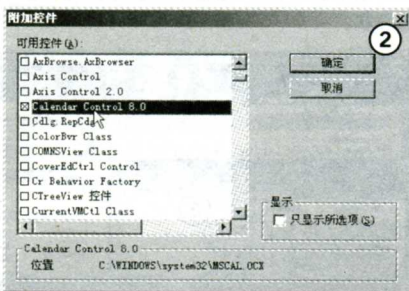 附加控件
②
可用控件(A):
AxBrowse.AxBrowser
Axis Control
Axis Control 2.0
Calendar Control 8.0
Cdlg.RepCdlg
ColorBvr Class
COMNSView Class
CoverEdCtrl Control
Cr Behavior Factory
CTreeView 控件
CurrentVMCtl Class
确定
取消
显示
只显示所选项(S)
Calendar Control 8.0
位置 C:\WINDOWS\system32\MSCAL.OCX